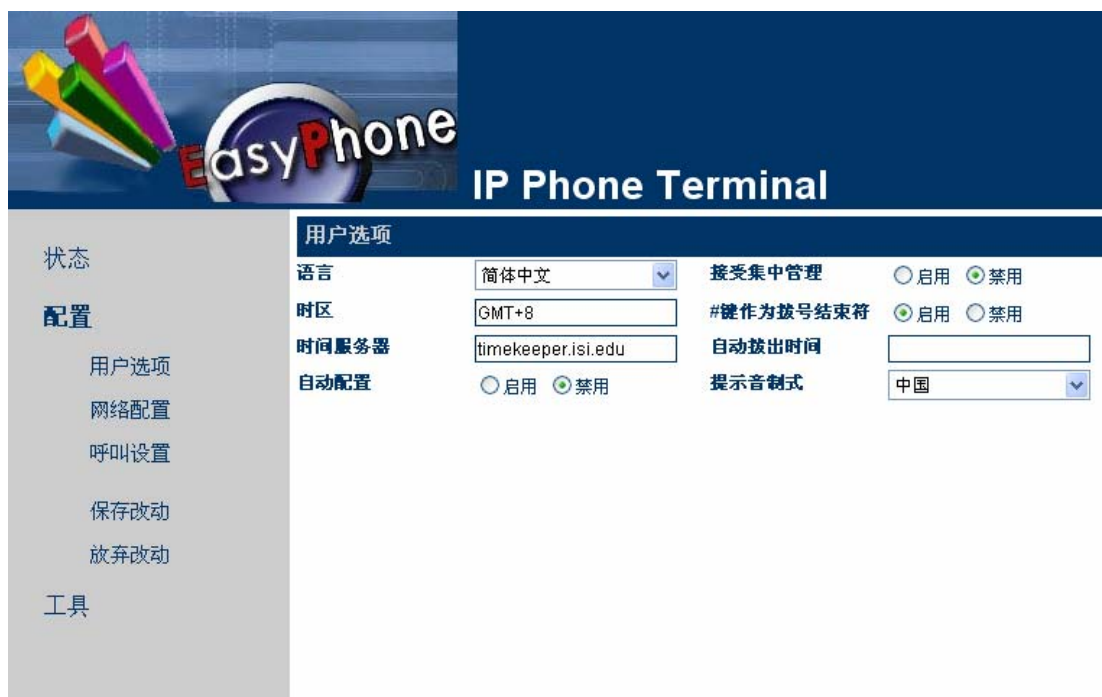 EasyPhone
IP Phone Terminal
状态
配置
用户选项
网络配置
呼叫设置
保存改动
放弃改动
工具
用户选项
语言 简体中文 接受集中管理 启用 禁用
时区 GMT+8 #键作为拨号结束符 启用 禁用
时间服务器 timekeeper.isi.edu 自动拨出时间
自动配置 启用 禁用 提示音制式 中国